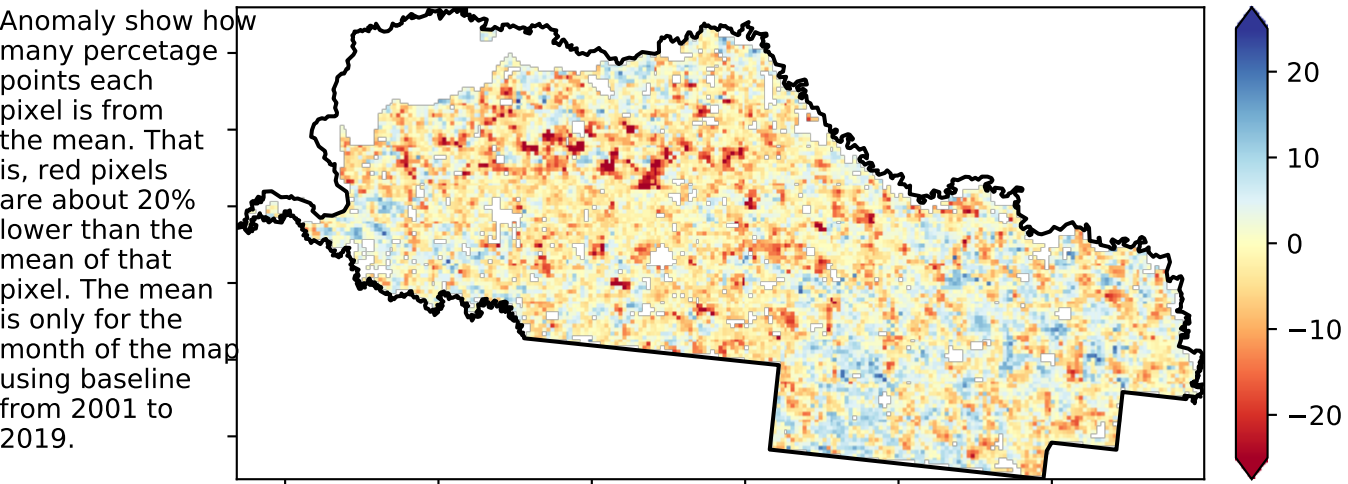 Anomaly show how
many percetage
points each
pixel is from
the mean. That
is, red pixels
are about 20%
lower than the
mean of that
pixel. The mean
is only for the
month of the map
using baseline
from 2001 to
2019.
20
10
0
−10
−20